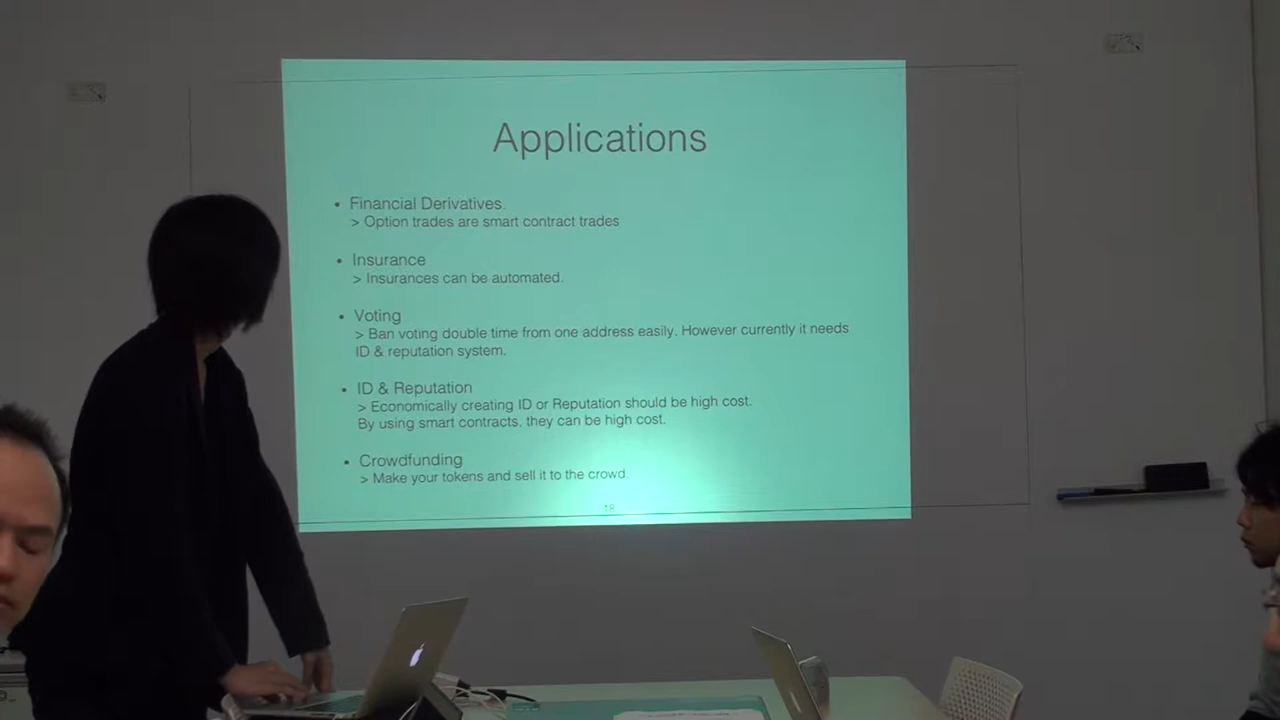 Applications
• Financial Derivatives.
> Option trades are smart contract trades
• Insurance
> Insurances can be automated.
• Voting
> Ban voting double time from one address easily. However currently it needs
ID & reputation system.
• ID & Reputation
> Economically creating ID or Reputation should be high cost.
By using smart contracts, they can be high cost.
• Crowdfunding
> Make your tokens and sell it to the crowd.
18